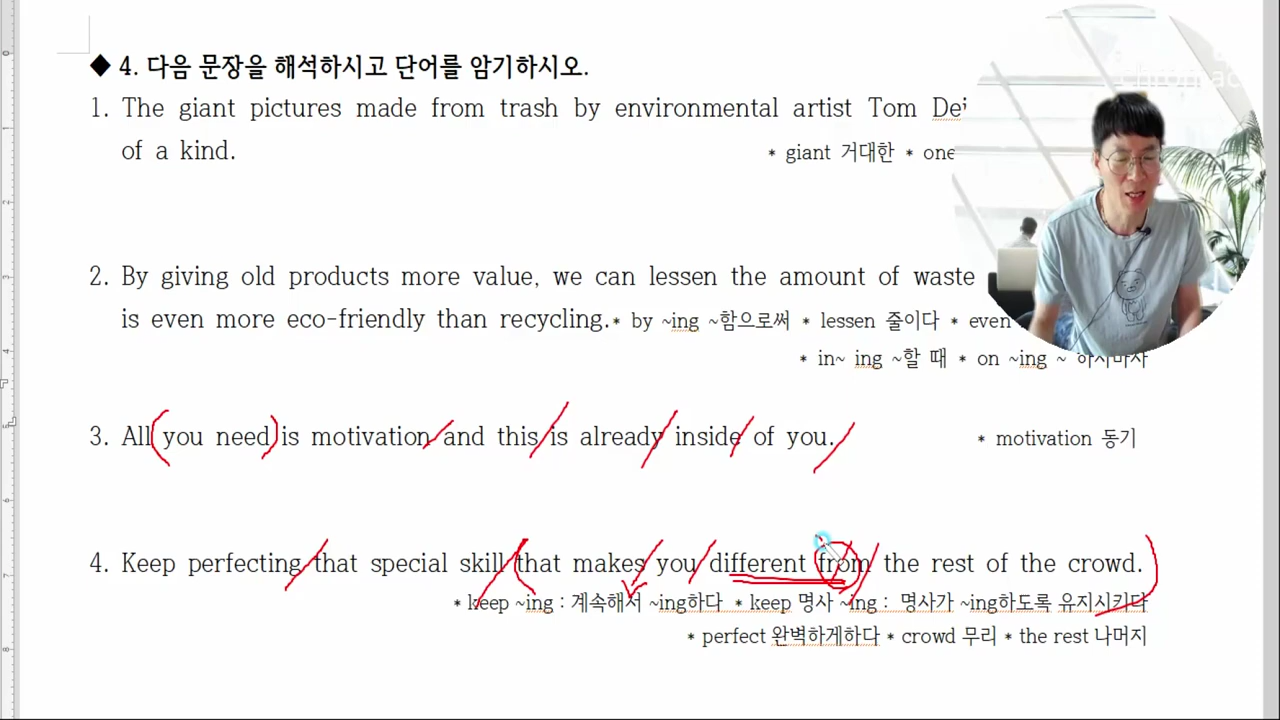 ◆ 4. 다음 문장을 해석하시고 단어를 암기하시오.
1. The giant pictures made from trash by environmental artist Tom
of a kind.
* giant 거대한 * one
2. By giving old products more value, we can lessen the amount of waste
is even more eco-friendly than recycling. * by ~ing ~함으로써 * lessen 줄이다 * even
* in~ ing ~할 때 * on ~ing ~ 하자마자
3. All (you need) is motivation and this is already inside of you.
* motivation 동기
4. Keep perfecting that special skill (that makes you different from the rest of the crowd.)
* keep ~ing : 계속해서 ~ing하다 * keep 명사 ~ing : 명사가 ~ing하도록 유지시키다
* perfect 완벽하게하다 * crowd 무리 * the rest 나머지